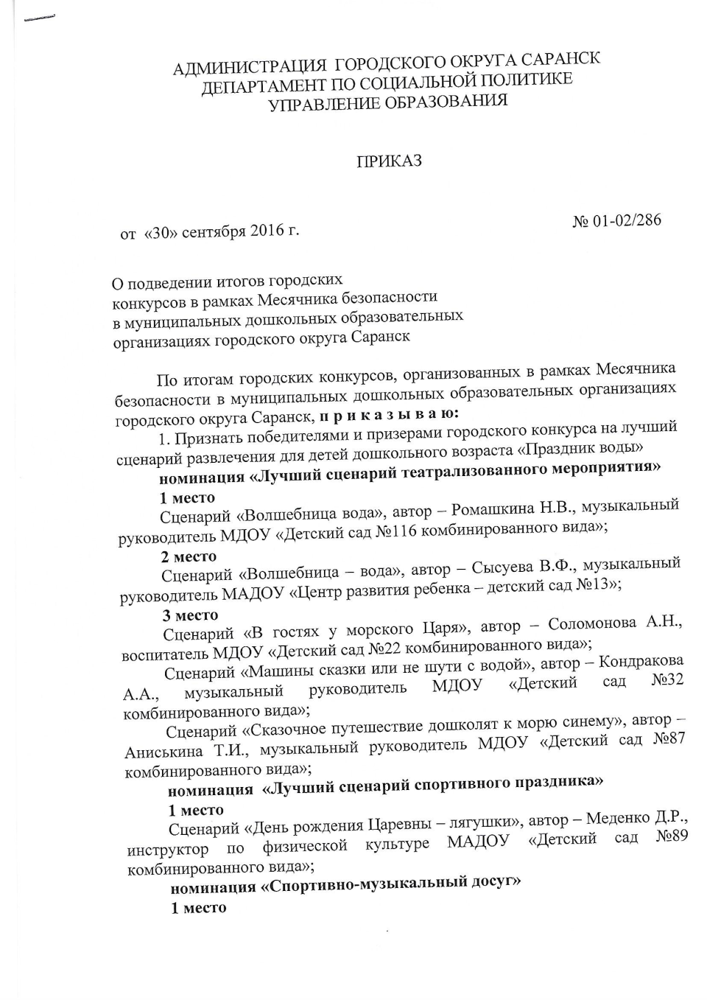 АДМИНИСТРАЦИЯ ГОРОДСКОГО ОКРУГА САРАНСК
ДЕПАРТАМЕНТ ПО СОЦИАЛЬНОЙ ПОЛИТИКЕ
УПРАВЛЕНИЕ ОБРАЗОВАНИЯ
ПРИКАЗ
от «30» сентября 2016 г. № 01-02/286
О подведении итогов городских
конкурсов в рамках Месячника безопасности
в муниципальных дошкольных образовательных
организациях городского округа Саранск
По итогам городских конкурсов, организованных в рамках Месячника
безопасности в муниципальных дошкольных образовательных организациях
городского округа Саранск, п р и к а з ы в а ю:
1. Признать победителями и призерами городского конкурса на лучший
сценарий развлечения для детей дошкольного возраста «Праздник воды»
номинация «Лучший сценарий театрализованного мероприятия»
1 место
Сценарий «Волшебница вода», автор – Ромашкина Н.В., музыкальный
руководитель МДОУ «Детский сад №116 комбинированного вида»;
2 место
Сценарий «Волшебница – вода», автор – Сысуева В.Ф., музыкальный
руководитель МАДОУ «Центр развития ребенка – детский сад №13»;
3 место
Сценарий «В гостях у морского Царя», автор – Соломонова А.Н.,
воспитатель МДОУ «Детский сад №22 комбинированного вида»;
Сценарий «Машины сказки или не шути с водой», автор – Кондракова
А.А., музыкальный руководитель МДОУ «Детский сад №32
комбинированного вида»;
Сценарий «Сказочное путешествие дошколят к морю синему», автор –
Аниськина Т.И., музыкальный руководитель МДОУ «Детский сад №87
комбинированного вида»;
номинация «Лучший сценарий спортивного праздника»
1 место
Сценарий «День рождения Царевны – лягушки», автор – Меденко Д.Р.,
инструктор по физической культуре МАДОУ «Детский сад №89
комбинированного вида»;
номинация «Спортивно-музыкальный досуг»
1 место